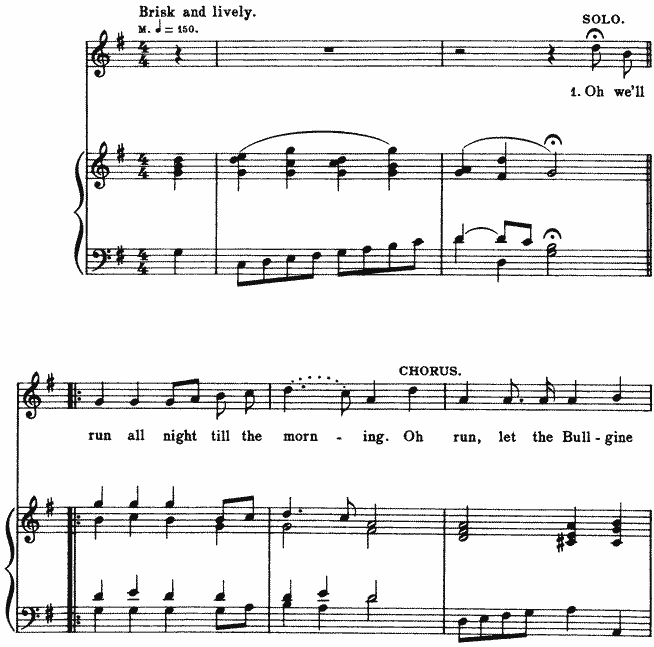 Brisk and lively.
M. ♩= 150.
SOLO.
1. Oh we'll
CHORUS.
run all night till the morn - ing. Oh run, let the Bull - gine